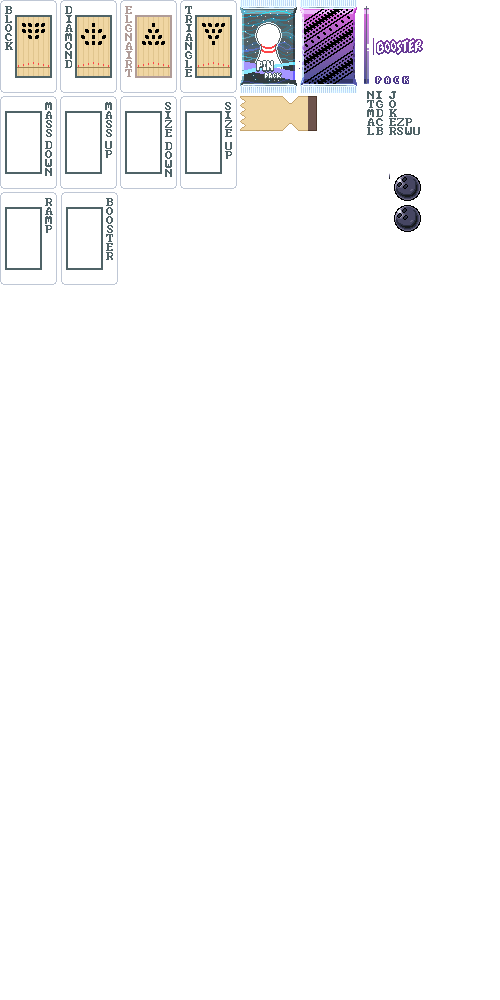 BLOCK
DIAMOND
ELGNAIRT
TRIANGLE
PIN
PACK
BOOSTER
PACK
NI J
TG O
MD K
AC EZP
LB RSWU
MASS DOWN
MASS UP
SIZE DOWN
SIZE UP
RAMP
BOOSTER